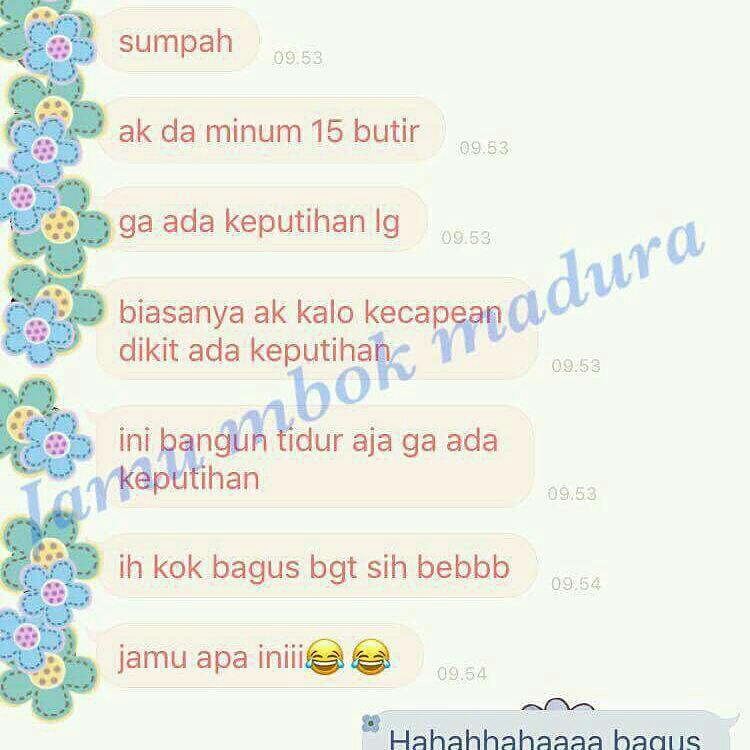 sumpah
09.53
ak da minum 15 butir
09.53
ga ada keputihan lg
09.53
biasanya ak kalo kecapean
dikit ada keputihan
09.53
ini bangun tidur aja ga ada
keputihan
09.53
ih kok bagus bgt sih bebbb
09.54
jamu apa iniii😂😂
09.54
Hahahhahaaaa bagus
Jamu mbok madura